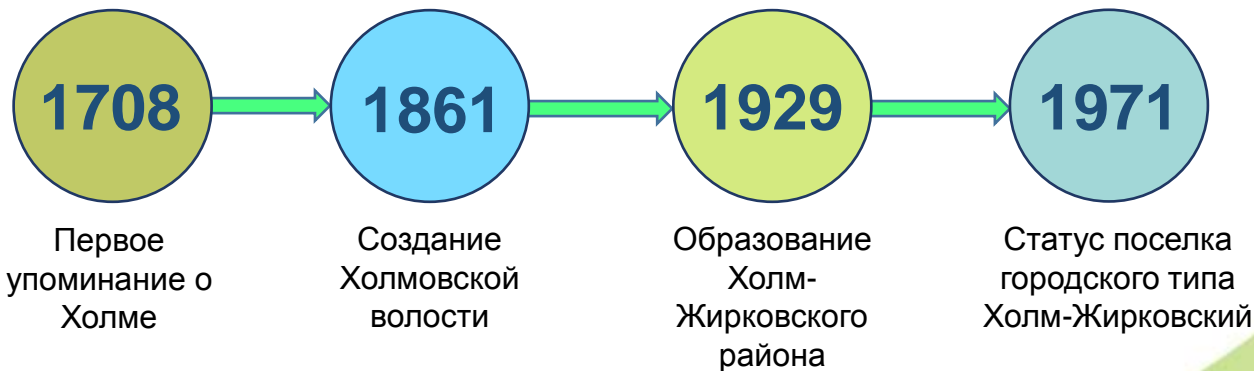 1708
1861
1929
1971
Первое
упоминание о
Холме
Создание
Холмовской
волости
Образование
Холм-
Жирковского
района
Статус поселка
городского типа
Холм-Жирковский